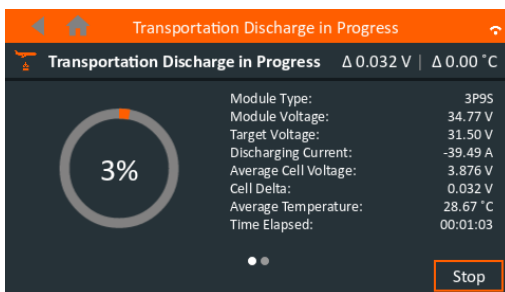 Transportation Discharge in Progress
Transportation Discharge in Progress Δ 0.032 V | Δ 0.00 ˚C
3%
Module Type: 3P9S
Module Voltage: 34.77 V
Target Voltage: 31.50 V
Discharging Current: -39.49 A
Average Cell Voltage: 3.876 V
Cell Delta: 0.032 V
Average Temperature: 28.67 ˚C
Time Elapsed: 00:01:03
Stop